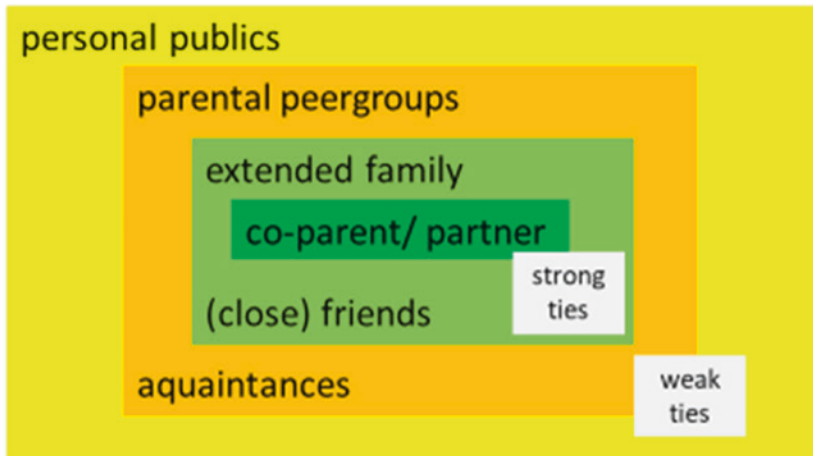 personal publics
parental peergroups
extended family
co-parent/ partner
strong
ties
(close) friends
aquaintances
weak
ties